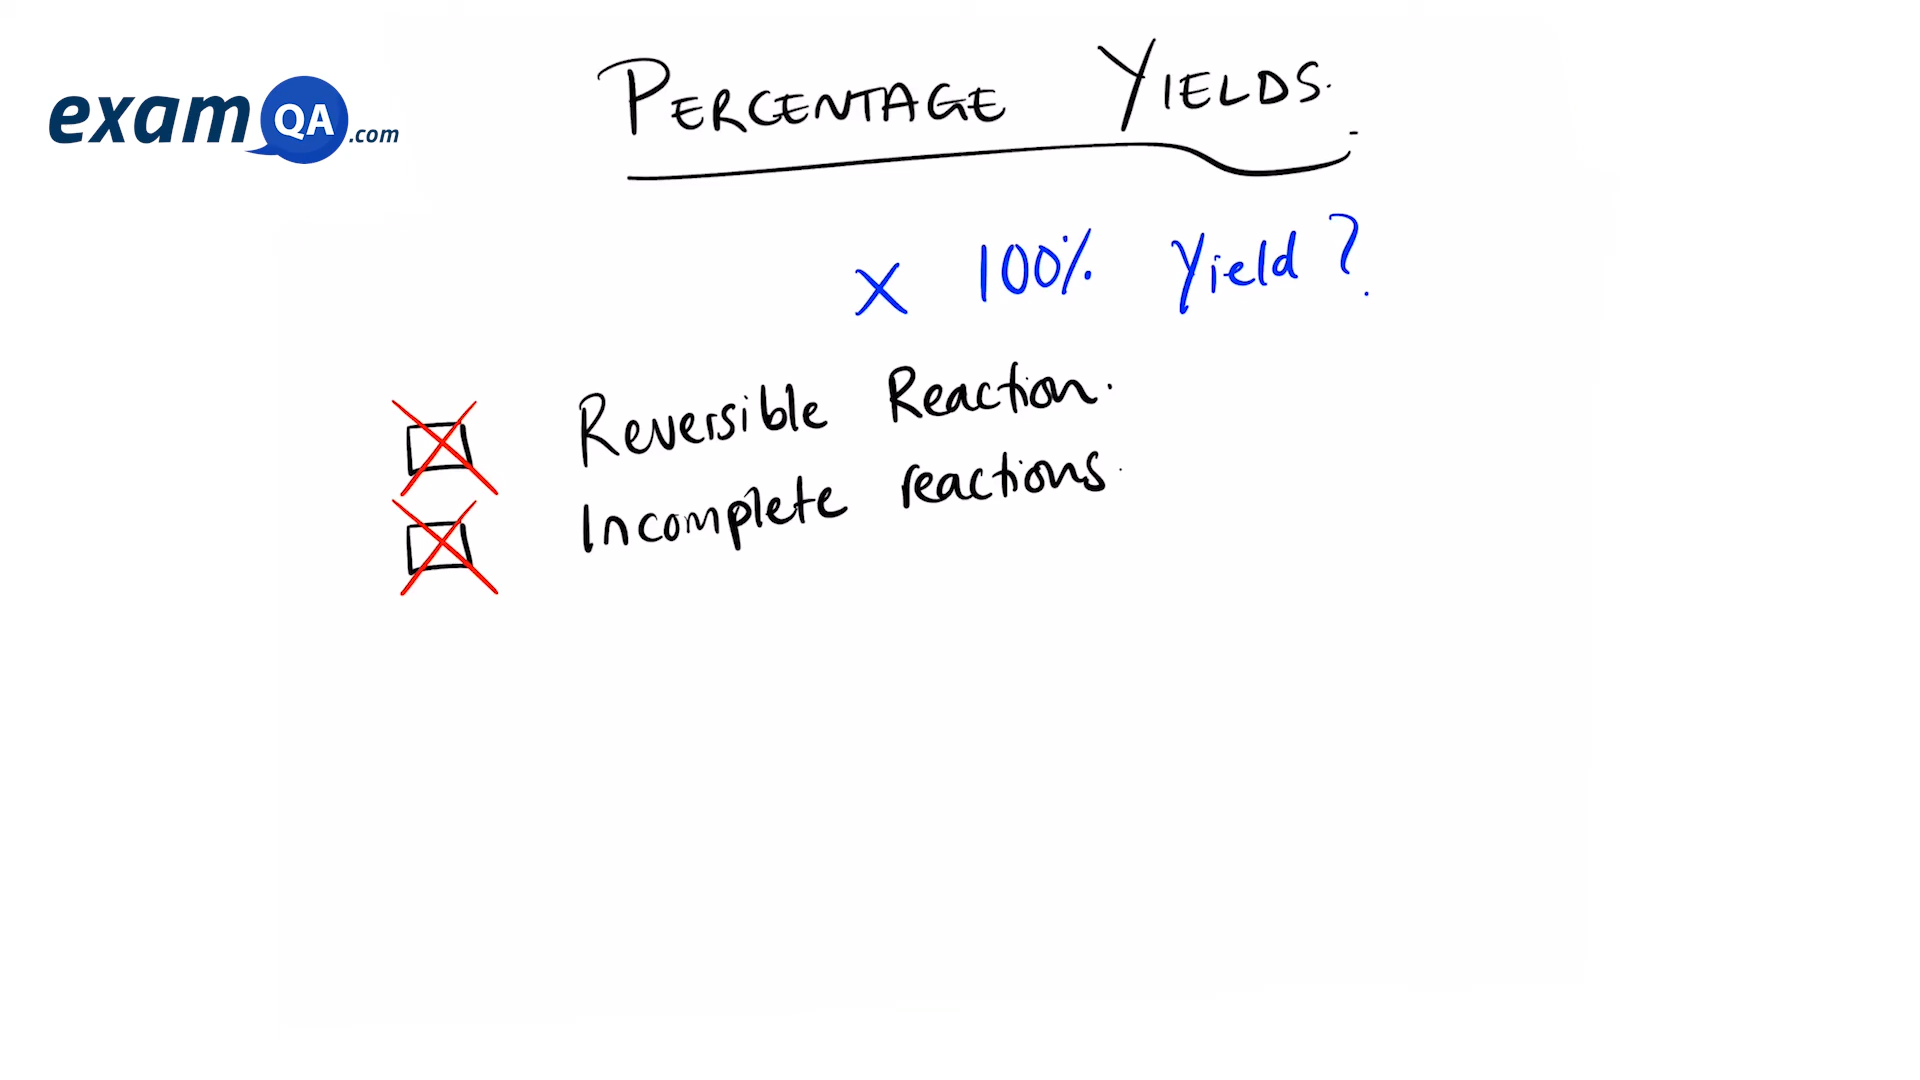 examQA.com
PERCENTAGE YIELDS.
x 100% Yield?
Reversible Reaction.
Incomplete reactions.